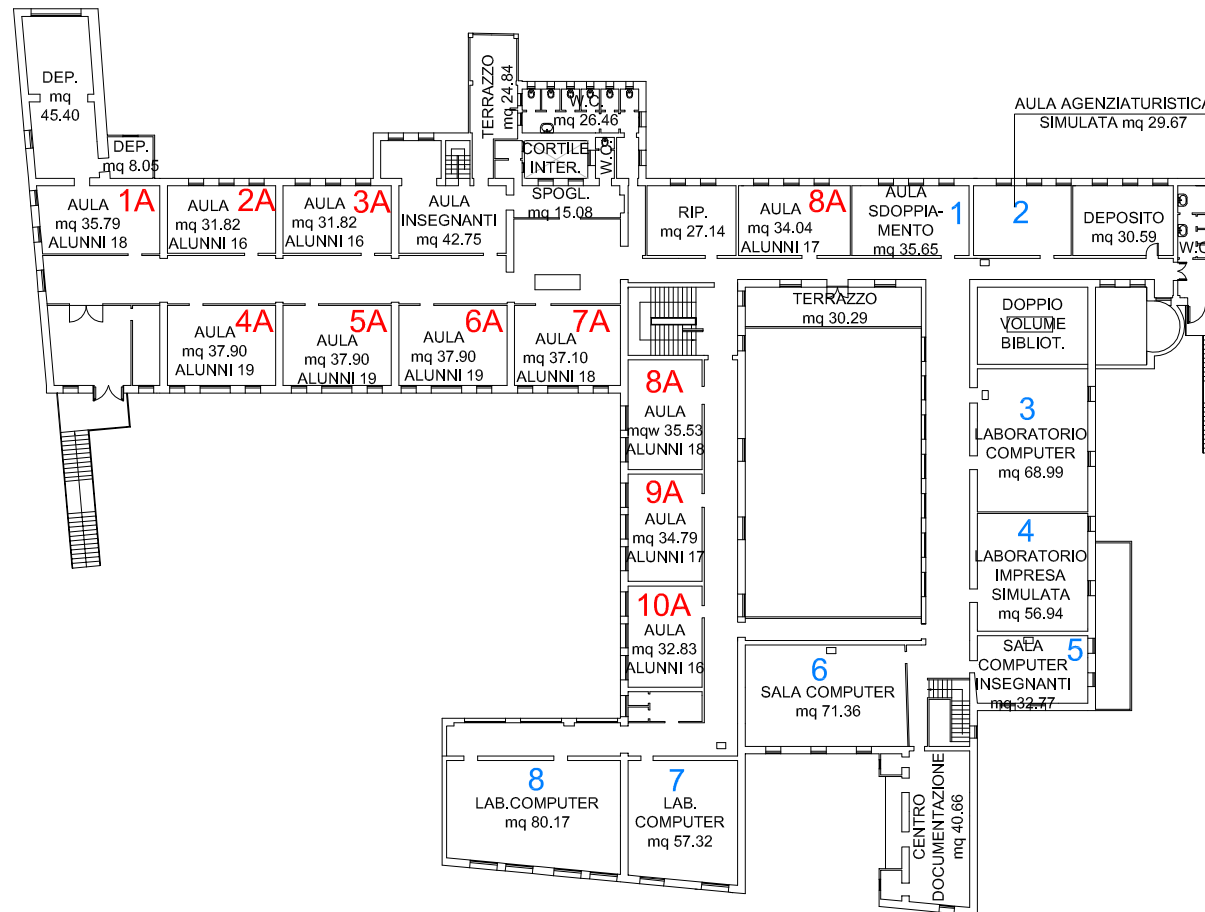 DEP.
mq
45.40
DEP.
mq 8.05
TERRAZZO
mq 24.84
W.C.
mq 26.46
CORTILE
INTER.
W.C.
SPOGL.
mq 15.08
AULA AGENZIATURISTICA
SIMULATA mq 29.67
1A
AULA
mq 35.79
ALUNNI 18
2A
AULA
mq 31.82
ALUNNI 16
3A
AULA
mq 31.82
ALUNNI 16
AULA
INSEGNANTI
mq 42.75
RIP.
mq 27.14
8A
AULA
mq 34.04
ALUNNI 17
1
AULA
SDOPPIA-
MENTO
mq 35.65
2
DEPOSITO
mq 30.59
W.C.
4A
AULA
mq 37.90
ALUNNI 19
5A
AULA
mq 37.90
ALUNNI 19
6A
AULA
mq 37.90
ALUNNI 19
7A
AULA
mq 37.10
ALUNNI 18
TERRAZZO
mq 30.29
DOPPIO
VOLUME
BIBLIOT.
8A
AULA
mqw 35.53
ALUNNI 18
3
LABORATORIO
COMPUTER
mq 68.99
9A
AULA
mq 34.79
ALUNNI 17
4
LABORATORIO
IMPRESA
SIMULATA
mq 56.94
10A
AULA
mq 32.83
ALUNNI 16
5
SALA
COMPUTER
INSEGNANTI
mq 32.77
6
SALA COMPUTER
mq 71.36
8
LAB.COMPUTER
mq 80.17
7
LAB.
COMPUTER
mq 57.32
CENTRO
DOCUMENTAZIONE
mq 40.66